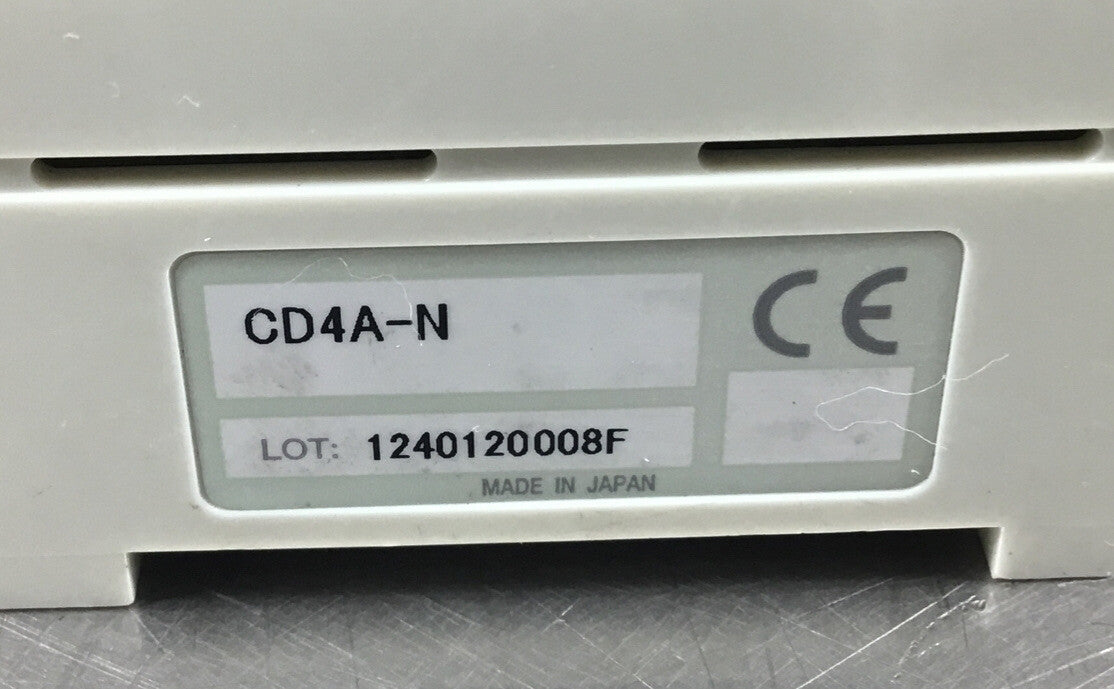 CD4A-N
CE
LOT: 1240120008F
MADE IN JAPAN